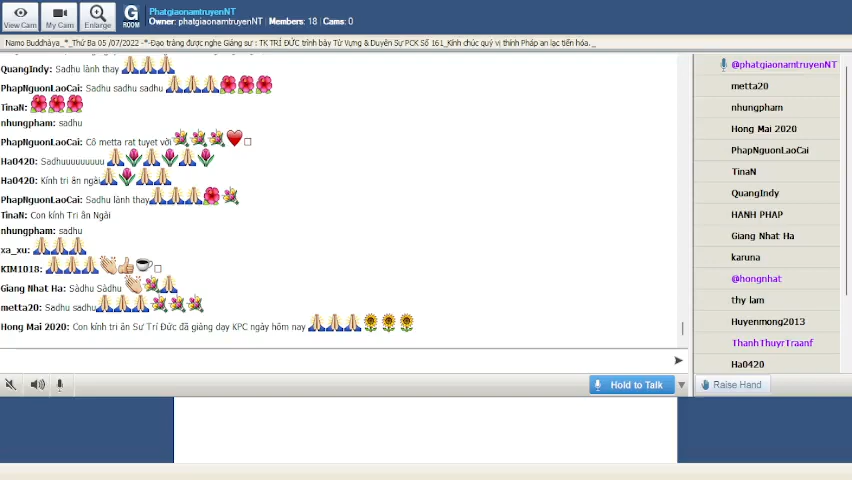 View Cam
My Cam
Enlarge
G
ROOM
PhatgiaonamtruyenNT
Owner: phatgiaonamtruyenNT | Members: 18 | Cams: 0
Namo Buddhàya_*_Thứ Ba 05 /07/2022 -*-Đạo tràng được nghe Giảng sư : TK TRÍ ĐỨC trình bày Từ Vựng & Duyên Sự PCK Số 161_Kính chúc quý vị thính Pháp an lạc tiến hóa._
QuangIndy: Sadhu lành thay
PhapNguonLaoCai: Sadhu sadhu sadhu
TinaN:
nhungpham: sadhu
PhapNguonLaoCai: Cô metta rat tuyet vời
Ha0420: Sadhuuuuuuuuu
Ha0420: Kính tri ân ngài
PhapNguonLaoCai: Sadhu lành thay
TinaN: Con kính Tri ân Ngài
nhungpham: sadhu
xa_xu:
KIM1018:
Giang Nhat Ha: Sàdhu Sàdhu
metta20: Sadhu sadhu
Hong Mai 2020: Con kính tri ân Sư Trí Đức đã giảng dạy KPC ngày hôm nay
@phatgiaonamtruyenNT
metta20
nhungpham
Hong Mai 2020
PhapNguonLaoCai
TinaN
QuangIndy
HANH PHAP
Giang Nhat Ha
karuna
@hongnhat
thy lam
Huyenmong2013
ThanhThuyrTraanf
Ha0420
Hold to Talk
Raise Hand